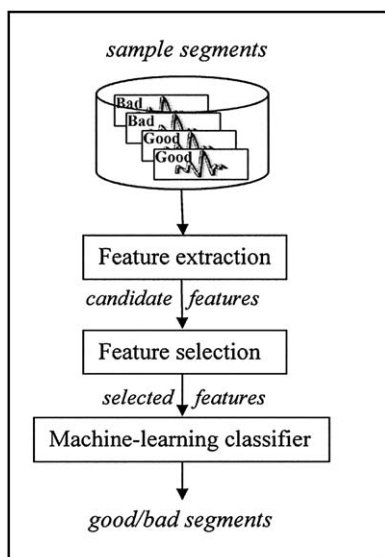 sample segments
Bad
Bad
Good
Good
Feature extraction
candidate features
Feature selection
selected features
Machine-learning classifier
good/bad segments